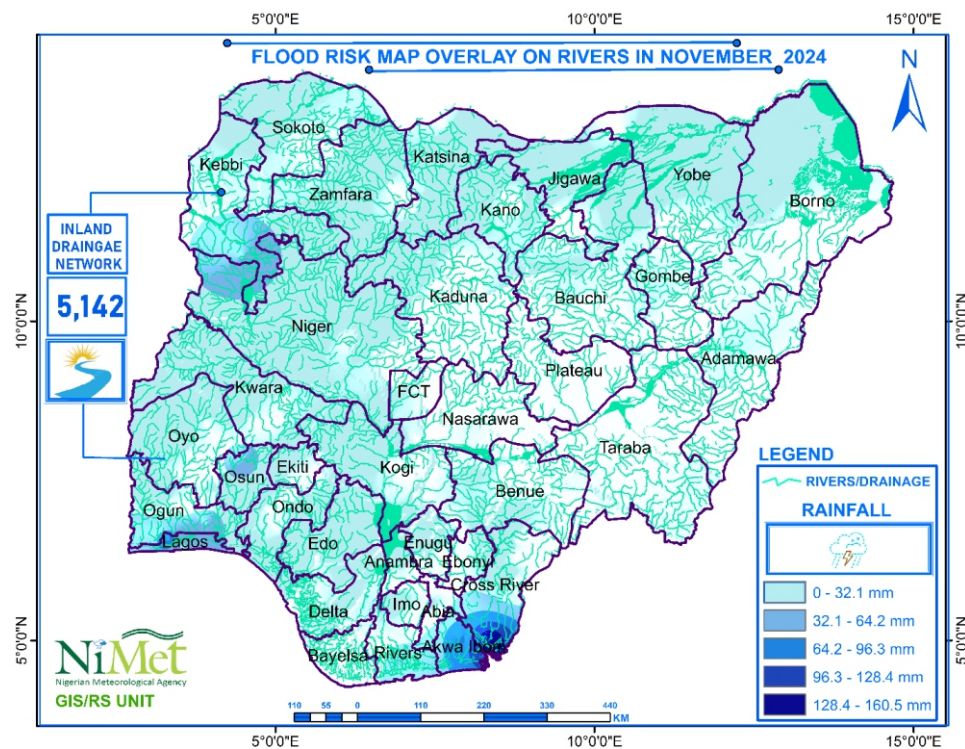 5°0'0"E
10°0'0"E
15°0'0"E
FLOOD RISK MAP OVERLAY ON RIVERS IN NOVEMBER 2024
N
Sokoto
Kebbi
Katsina
Zamfara
Jigawa
Yobe
Kano
Borno
INLAND
DRAINGAE
NETWORK
5,142
Gombe
Kaduna
Bauchi
Niger
10°0'0"N
10°0'0"N
Adamawa
Plateau
Kwara
FCT
Nasarawa
Oyo
Taraba
Kogi
Osun
Ekiti
Benue
Ogun
Ondo
Lagos
Edo
Enugu
Anambra
Ebonyi
Cross River
Delta
Imo
Abia
Bayelsa
Rivers
Akwa Ibom
5°0'0"N
5°0'0"N
LEGEND
RIVERS/DRAINAGE
RAINFALL
0 - 32.1 mm
32.1 - 64.2 mm
64.2 - 96.3 mm
96.3 - 128.4 mm
128.4 - 160.5 mm
NiMet
Nigerian Meteorological Agency
GIS/RS UNIT
110 55 0 110 220 330 440
KM
5°0'0"E
10°0'0"E
15°0'0"E